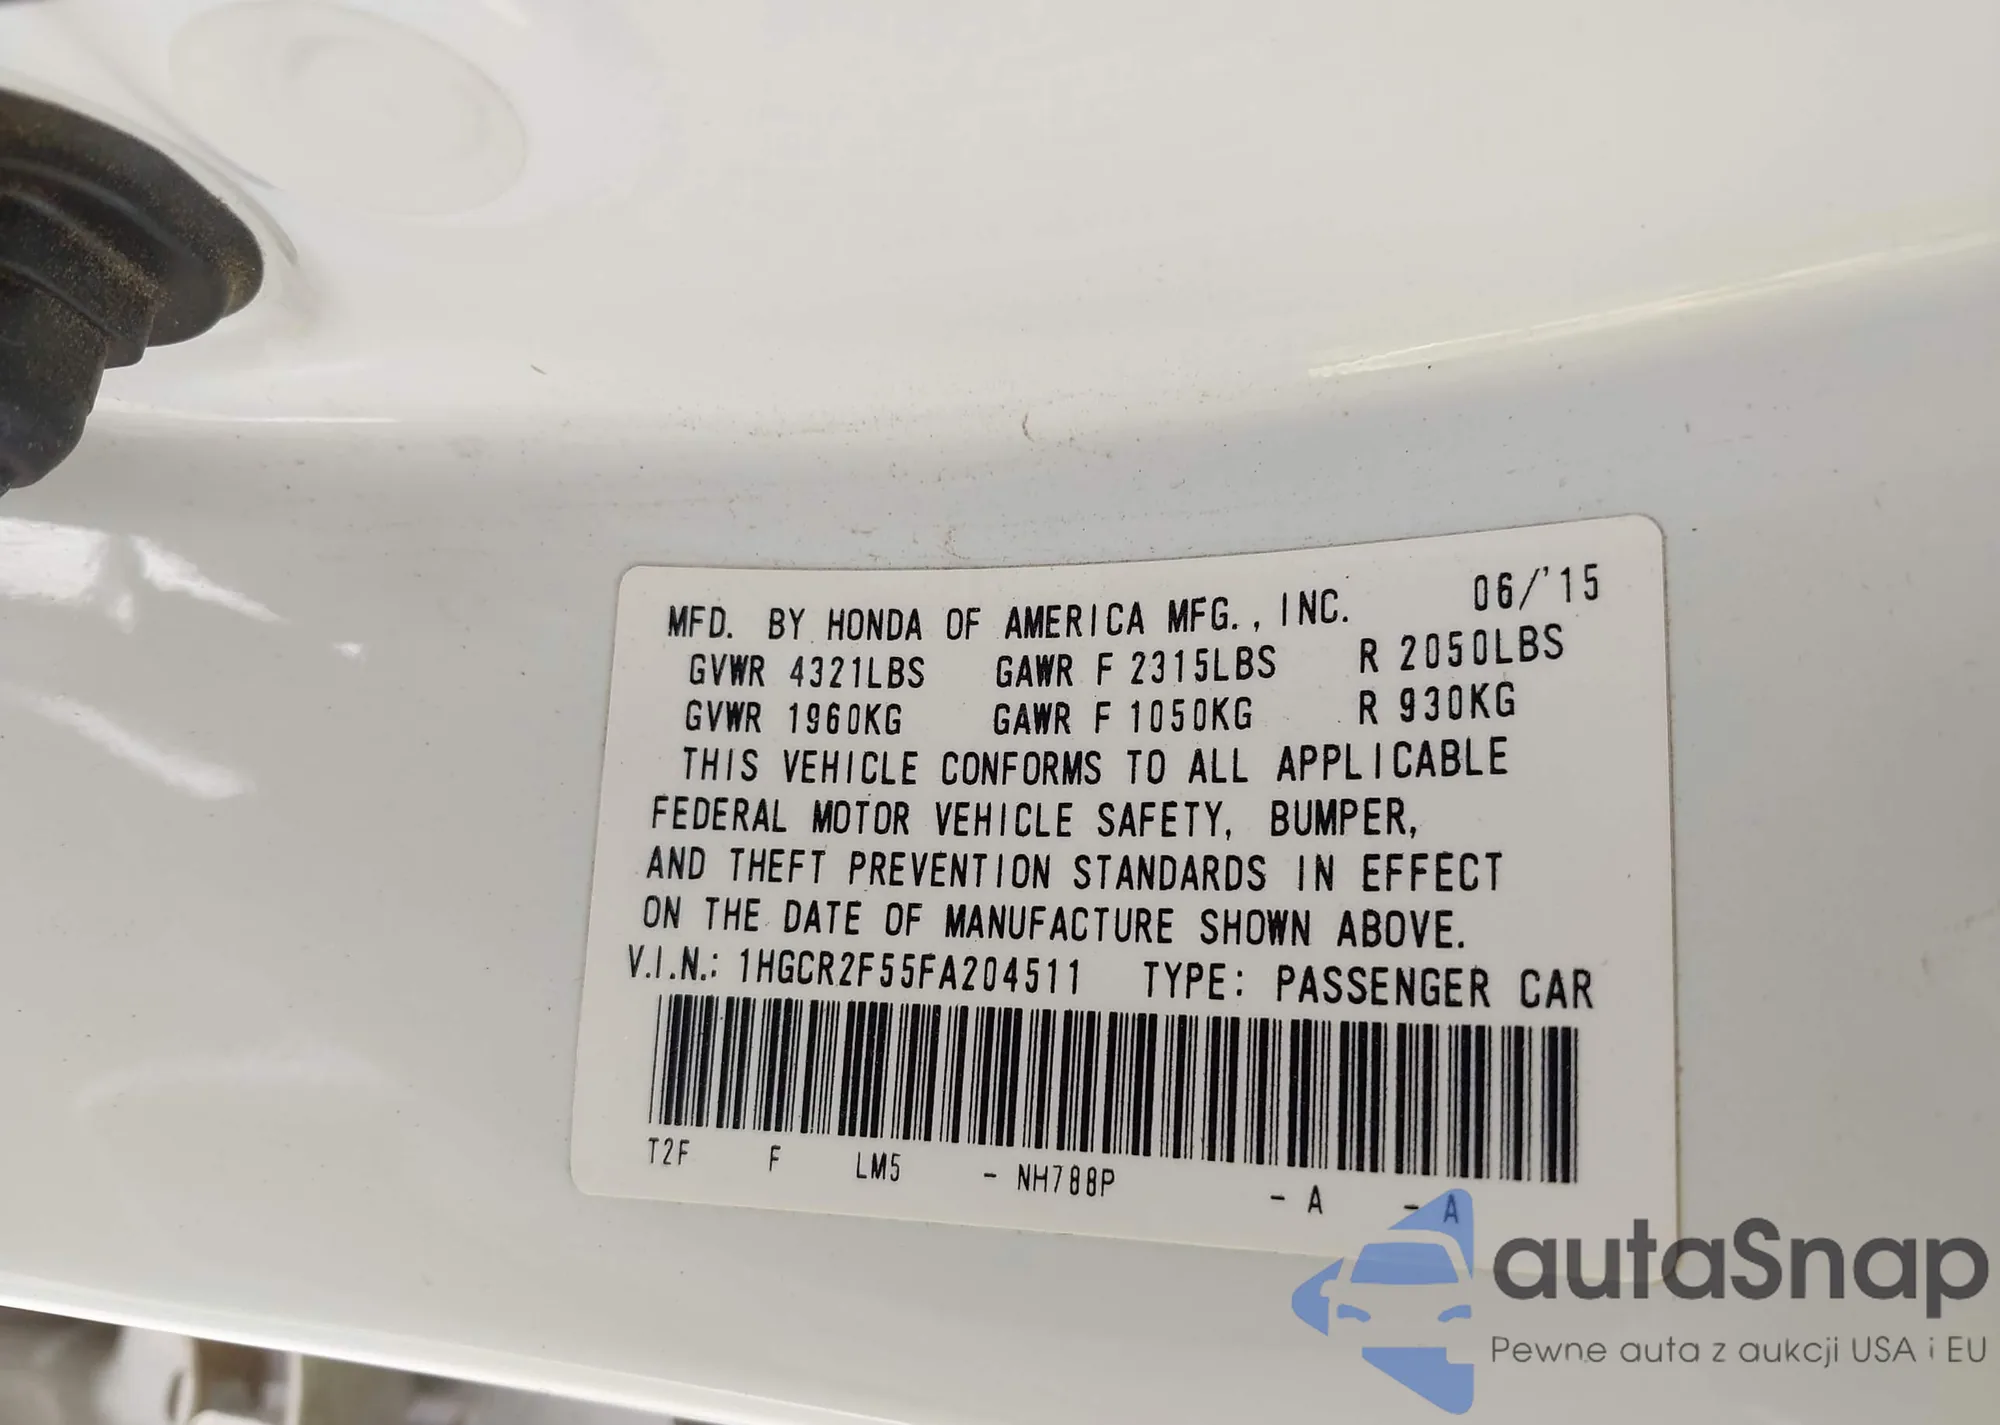 MFD. BY HONDA OF AMERICA MFG., INC. 06/'15
GVWR 4321LBS GAWR F 2315LBS R 2050LBS
GVWR 1960KG GAWR F 1050KG R 930KG
THIS VEHICLE CONFORMS TO ALL APPLICABLE
FEDERAL MOTOR VEHICLE SAFETY, BUMPER,
AND THEFT PREVENTION STANDARDS IN EFFECT
ON THE DATE OF MANUFACTURE SHOWN ABOVE.
V.I.N.: 1HGCR2F55FA204511 TYPE: PASSENGER CAR
T2F F LM5 - NH788P - A - A
autaSnap
Pewne auta z aukcji USA i EU